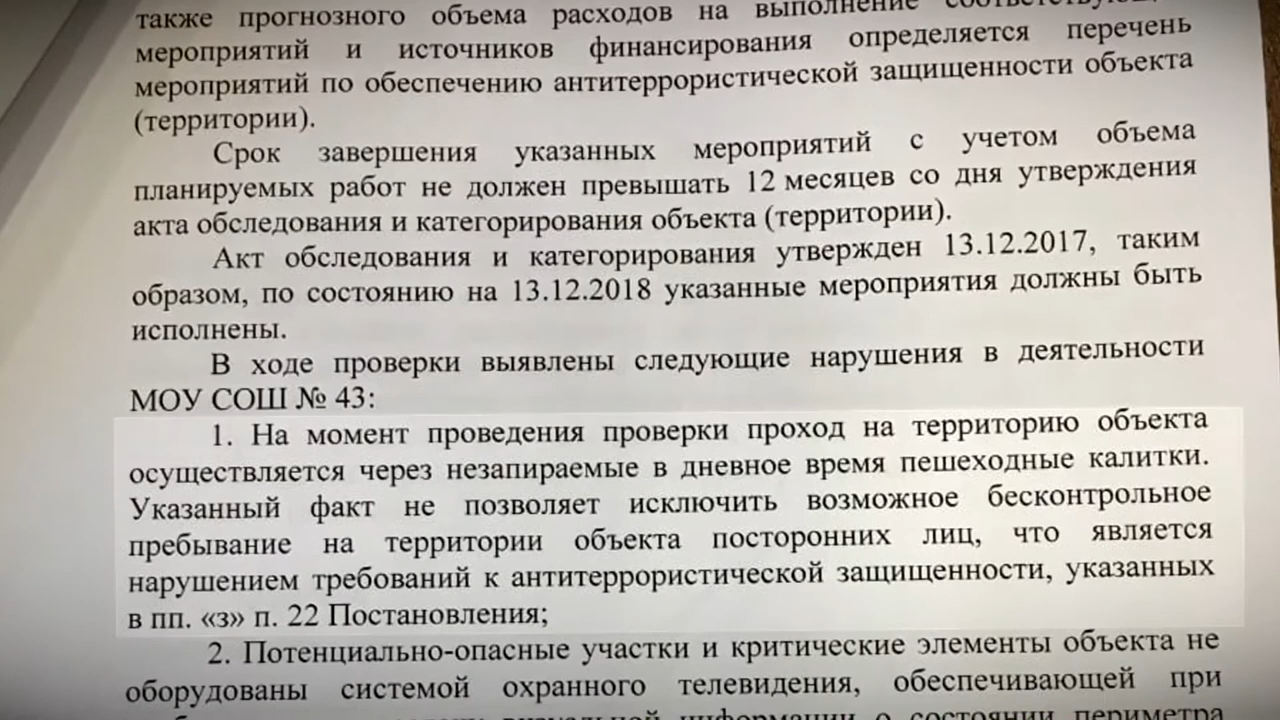 также прогнозного объема расходов на выполнение
мероприятий и источников финансирования определяется перечень
мероприятий по обеспечению антитеррористической защищенности объекта
(территории).
Срок завершения указанных мероприятий с учетом объема
планируемых работ не должен превышать 12 месяцев со дня утверждения
акта обследования и категорирования объекта (территории).
Акт обследования и категорирования утвержден 13.12.2017, таким
образом, по состоянию на 13.12.2018 указанные мероприятия должны быть
исполнены.
В ходе проверки выявлены следующие нарушения в деятельности
МОУ СОШ № 43:
1. На момент проведения проверки проход на территорию объекта
осуществляется через незапираемые в дневное время пешеходные калитки.
Указанный факт не позволяет исключить возможное бесконтрольное
пребывание на территории объекта посторонних лиц, что является
нарушением требований к антитеррористической защищенности, указанных
в пп. «з» п. 22 Постановления;
2. Потенциально-опасные участки и критические элементы объекта не
оборудованы системой охранного телевидения, обеспечивающей при
информации о состоянии периметра